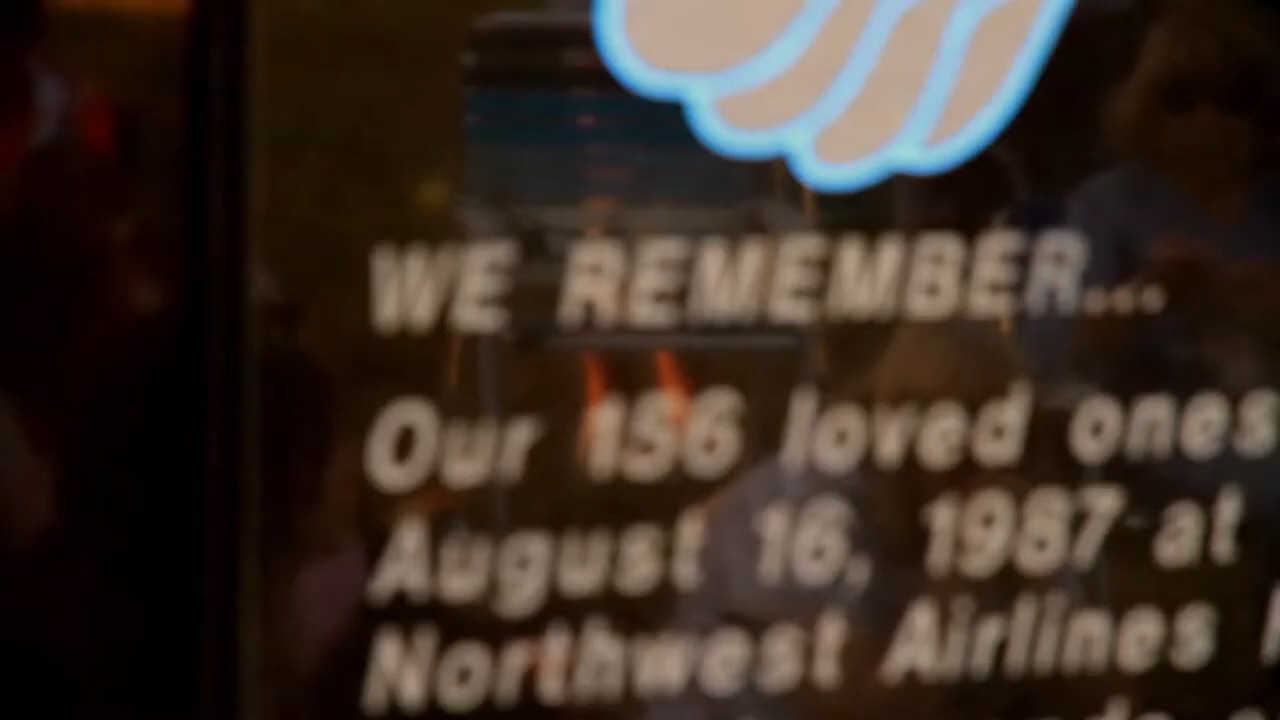 WE REMEMBER...
Our 156 loved ones
August 16, 1987 at
Northwest Airlines